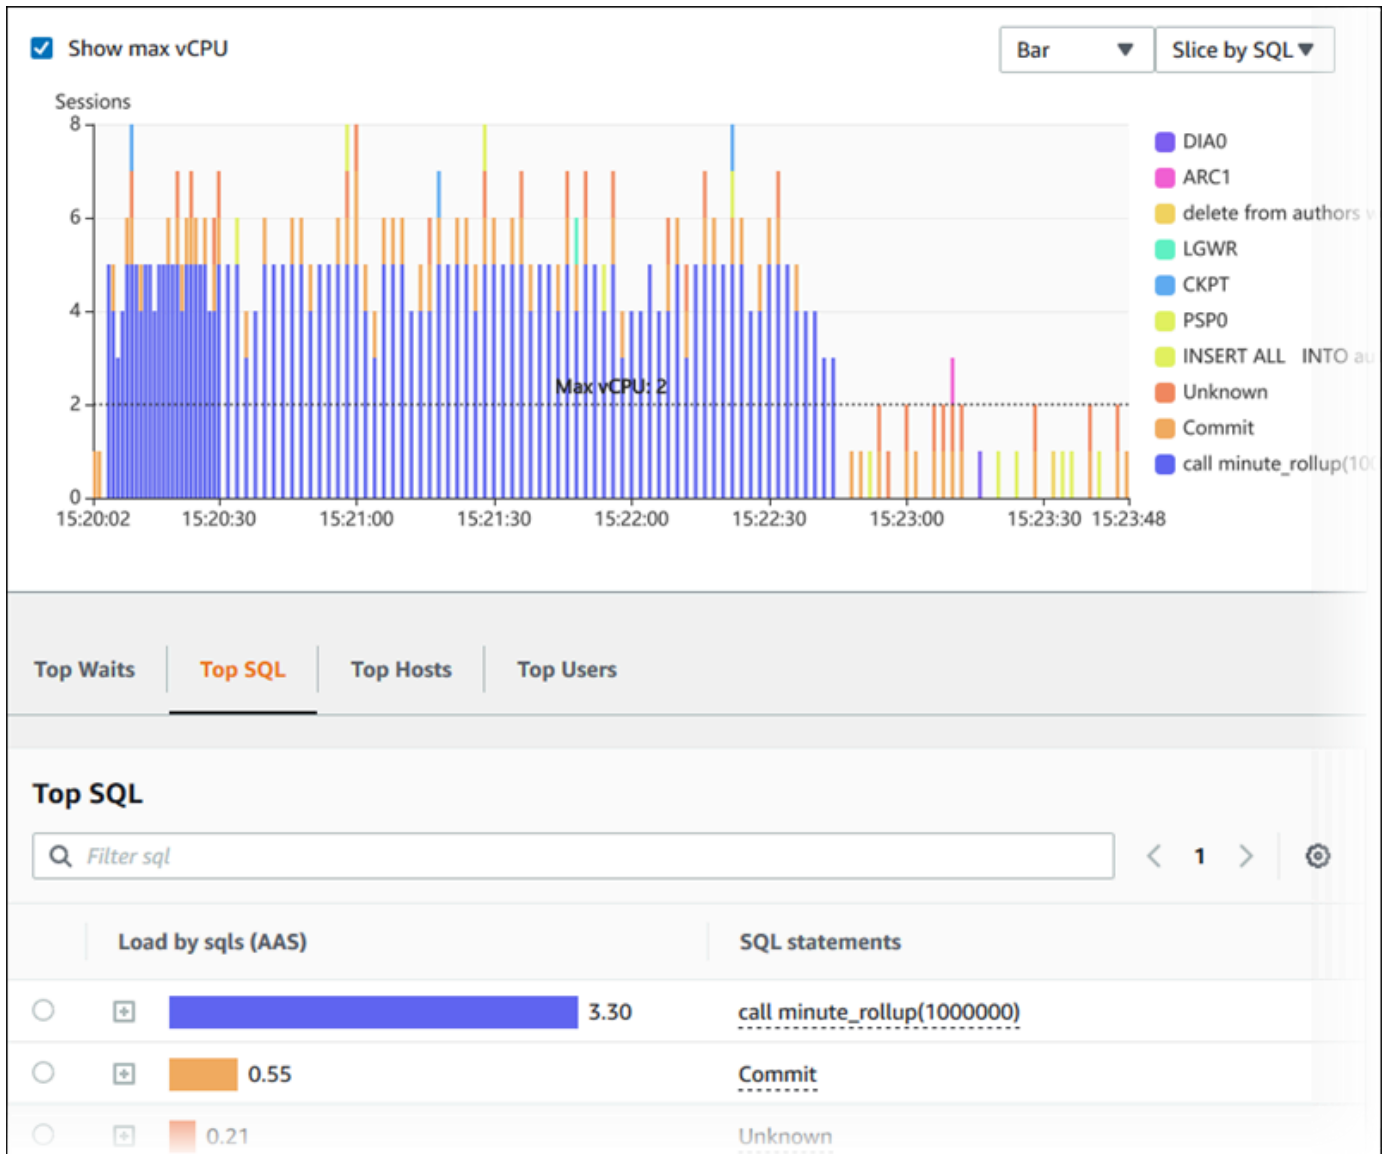 Show max vCPU
Bar
Slice by SQL
Sessions
8
6
4
2
0
Max vCPU: 2
15:20:02 15:20:30 15:21:00 15:21:30 15:22:00 15:22:30 15:23:00 15:23:30 15:23:48
DIA0
ARC1
delete from authors w
LGWR
CKPT
PSP0
INSERT ALL INTO au
Unknown
Commit
call minute_rollup(100
Top Waits
Top SQL
Top Hosts
Top Users
Top SQL
Filter sql
1
Load by sqls (AAS)
SQL statements
3.30 call minute_rollup(1000000)
0.55 Commit
0.21 Unknown